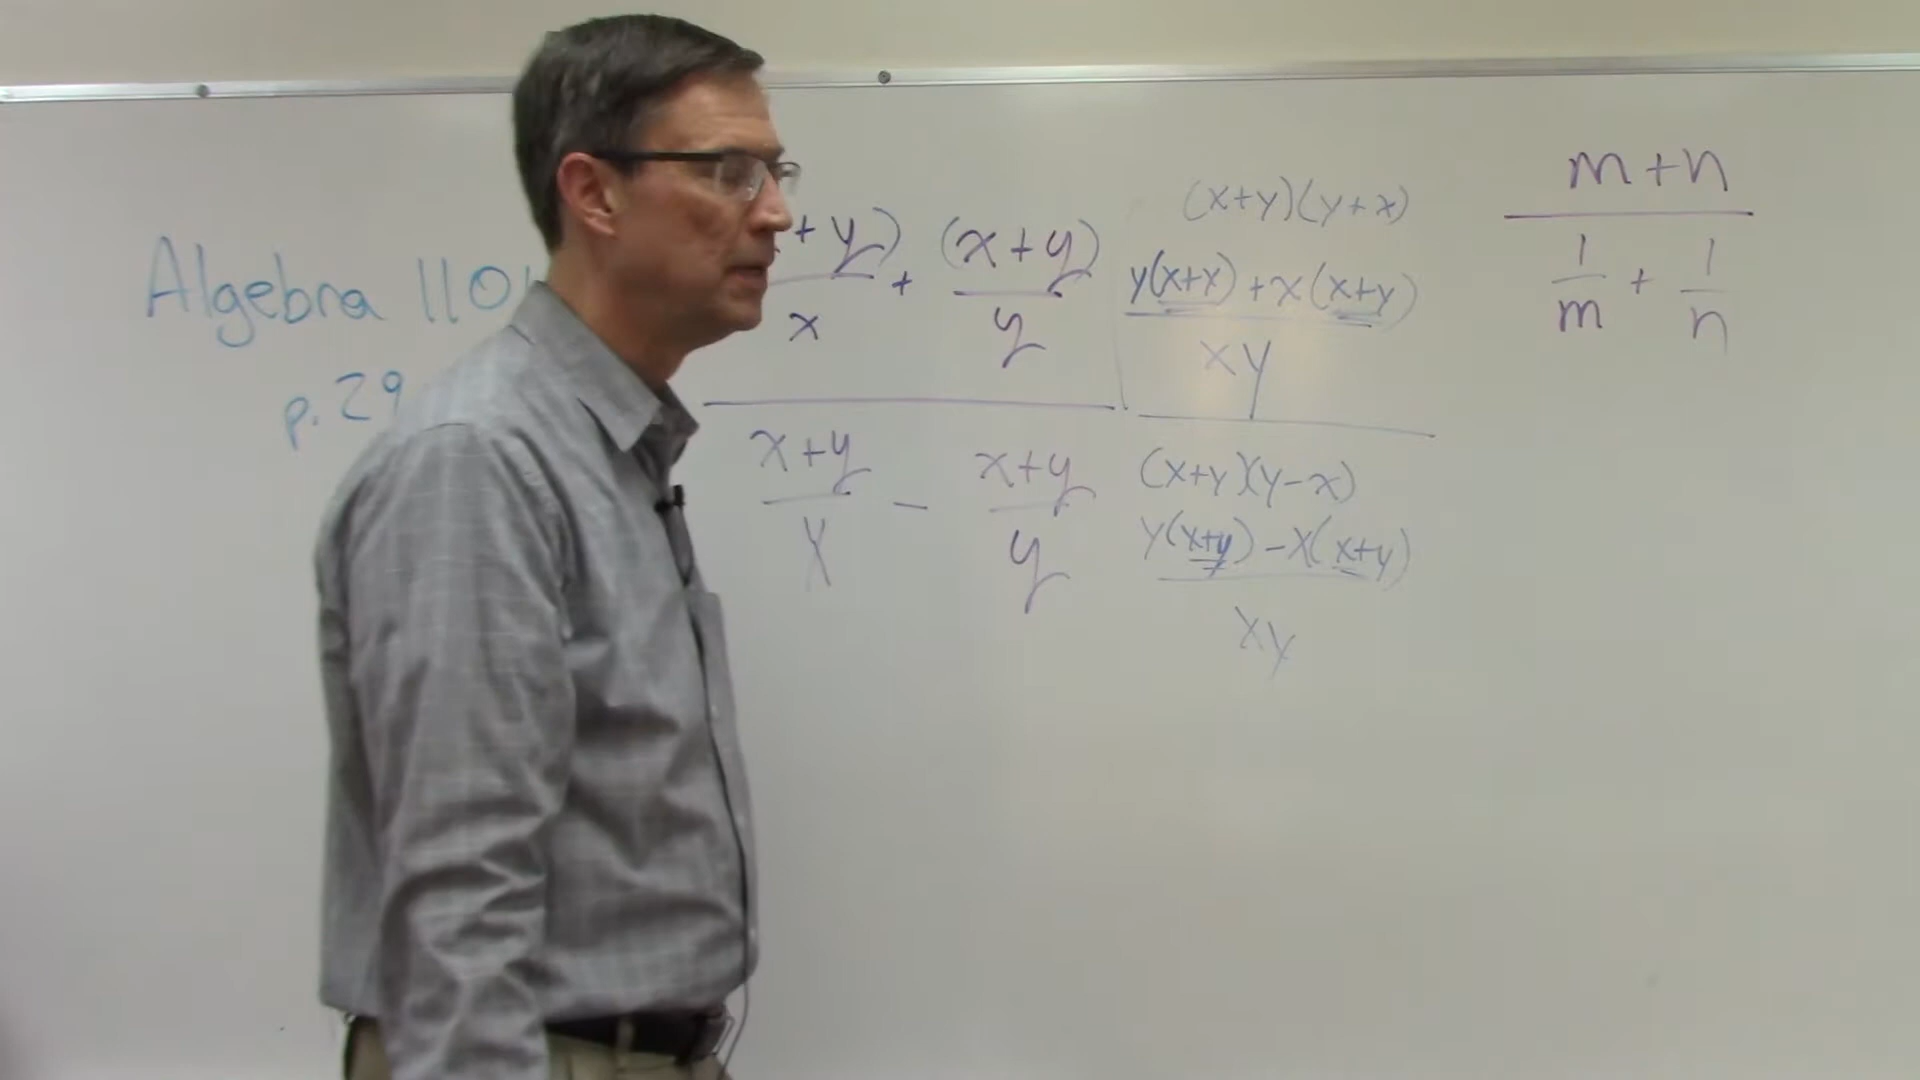 Algebra 110
p. 29
+ y) + (x+y)
x y
x+y - x+y
x y
(x+y)(y+x)
y(x+x) + x(x+y)
xy
(x+y)(y-x)
y(x+y) - x(x+y)
xy
m+n
1 + 1
m n